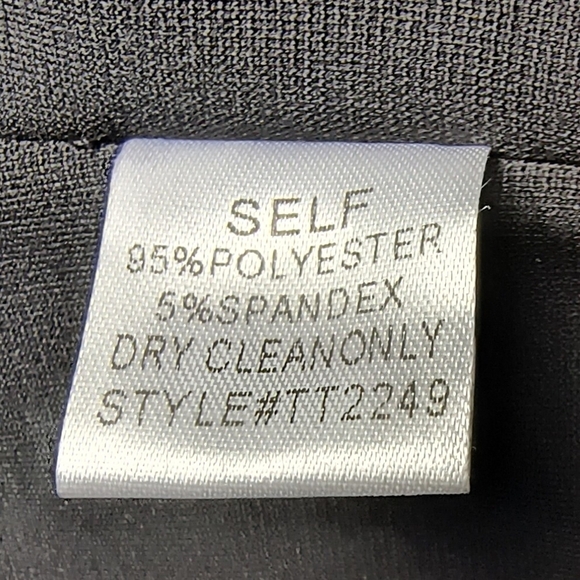 SELF
95%POLYESTER
5%SPANDEX
DRY CLEANONLY
STYLE#TT2249